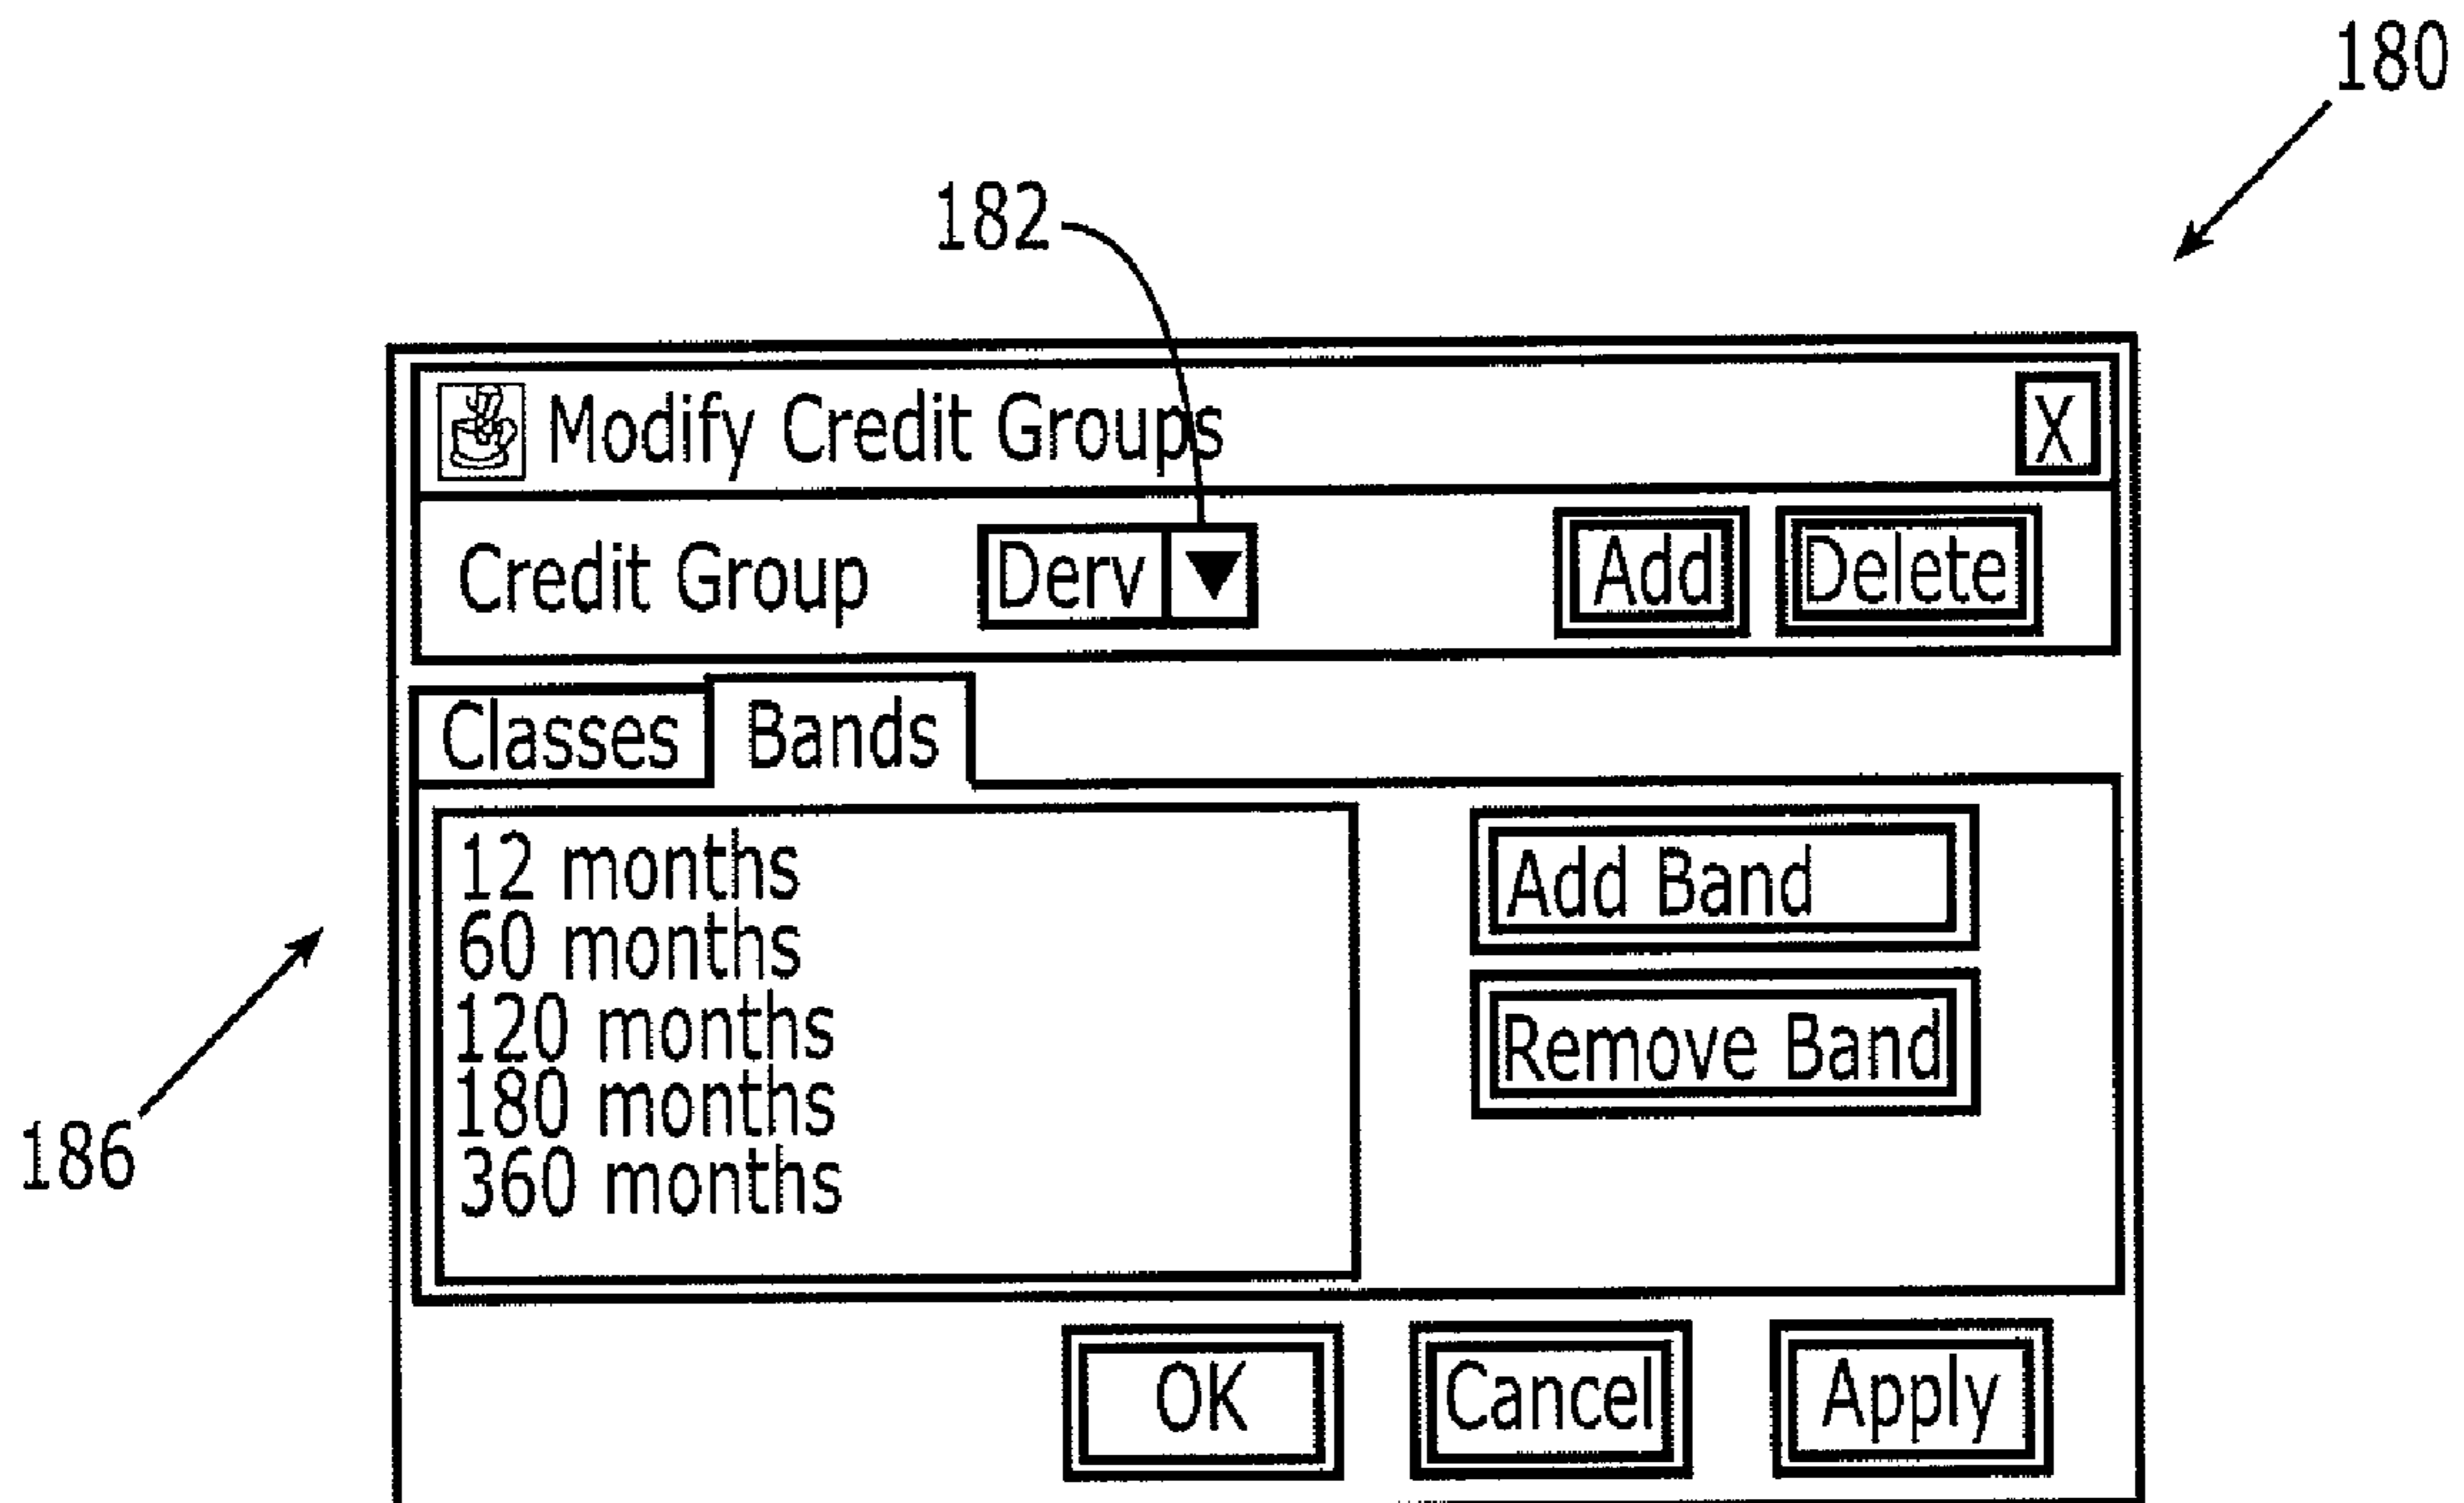 180
182
Modify Credit Groups X
Credit Group Derv Add Delete
Classes Bands
12 months
60 months
120 months
180 months
360 months
Add Band
Remove Band
186
OK Cancel Apply